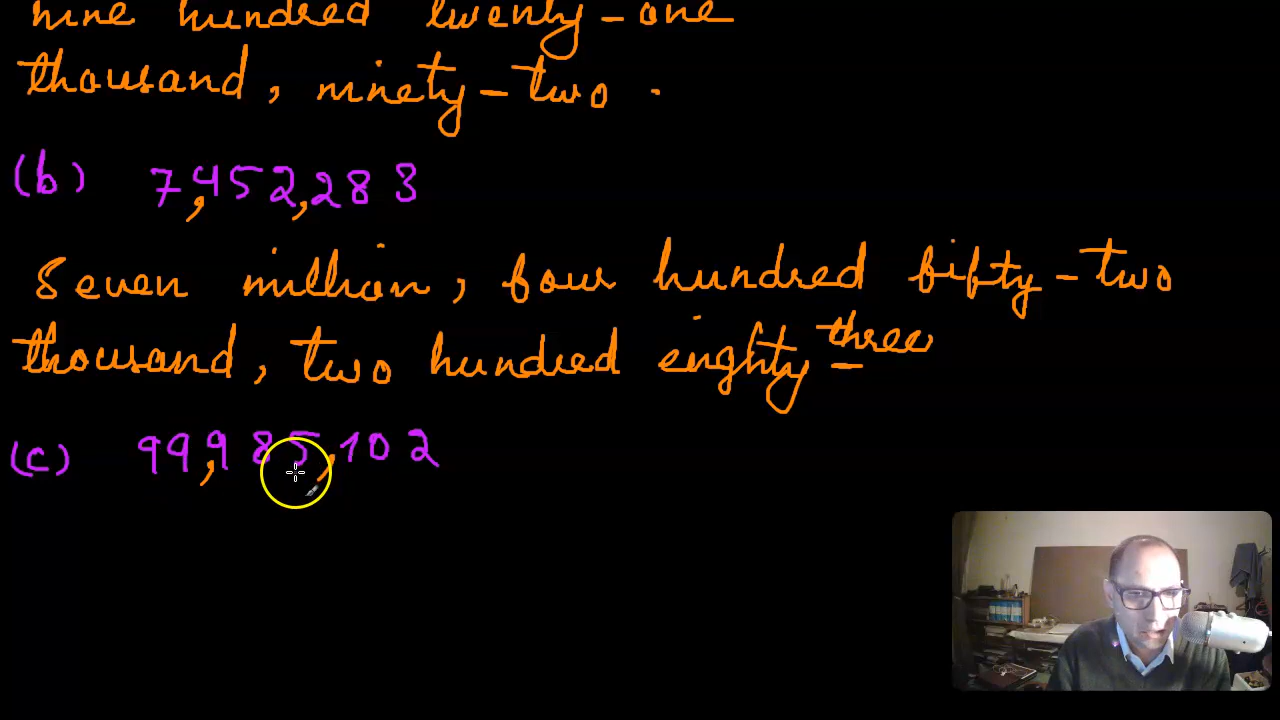 nine hundred twenty-one
thousand, ninety-two.
(b) 7,452,283
Seven million, four hundred fifty-two
thousand, two hundred eighty-three
(c) 99,985,102